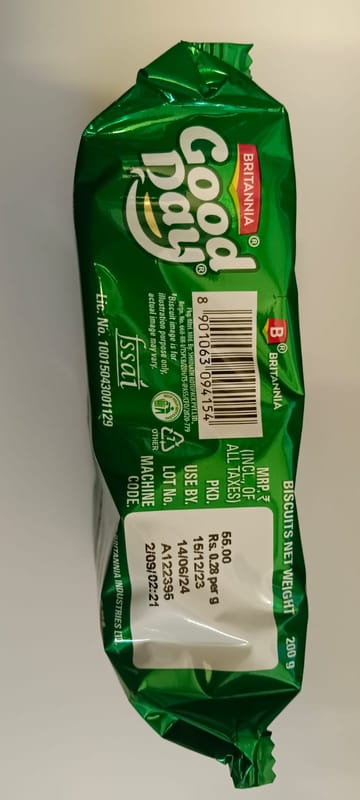 BRITANNIA
Good
Day
®
®
8 901063 094154
Biscuit image is for
illustration purpose only,
actual image may vary.
fssai
Lic. No. 10015043001129
OTHER
B
BRITANNIA
®
BISCUITS NET WEIGHT 200 g
MRP.₹
(INCL. OF
ALL TAXES)
PKD.
USE BY.
LOT No.
MACHINE
CODE.
55.00
Rs. 0.28 per g
15/12/23
14/06/24
A122395
2/09/02:21
BRITANNIA INDUSTRIES LTD